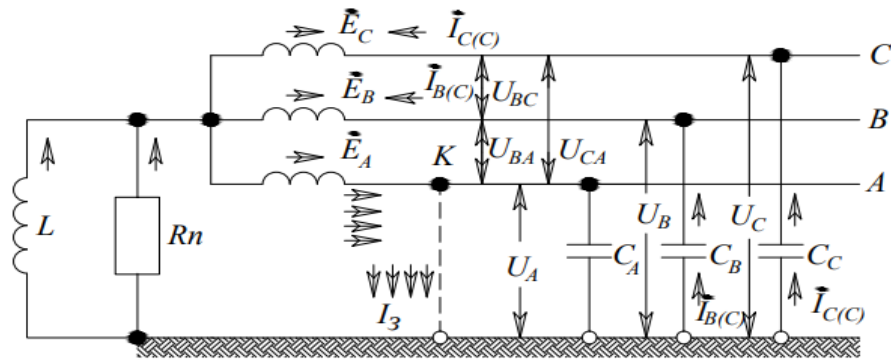 Ė_C İ_C(C) C
Ė_B İ_B(C) U_BC B
Ė_A K U_BA U_CA A
L Rn U_A C_A U_B C_B U_C C_C
I_З İ_B(C) İ_C(C)